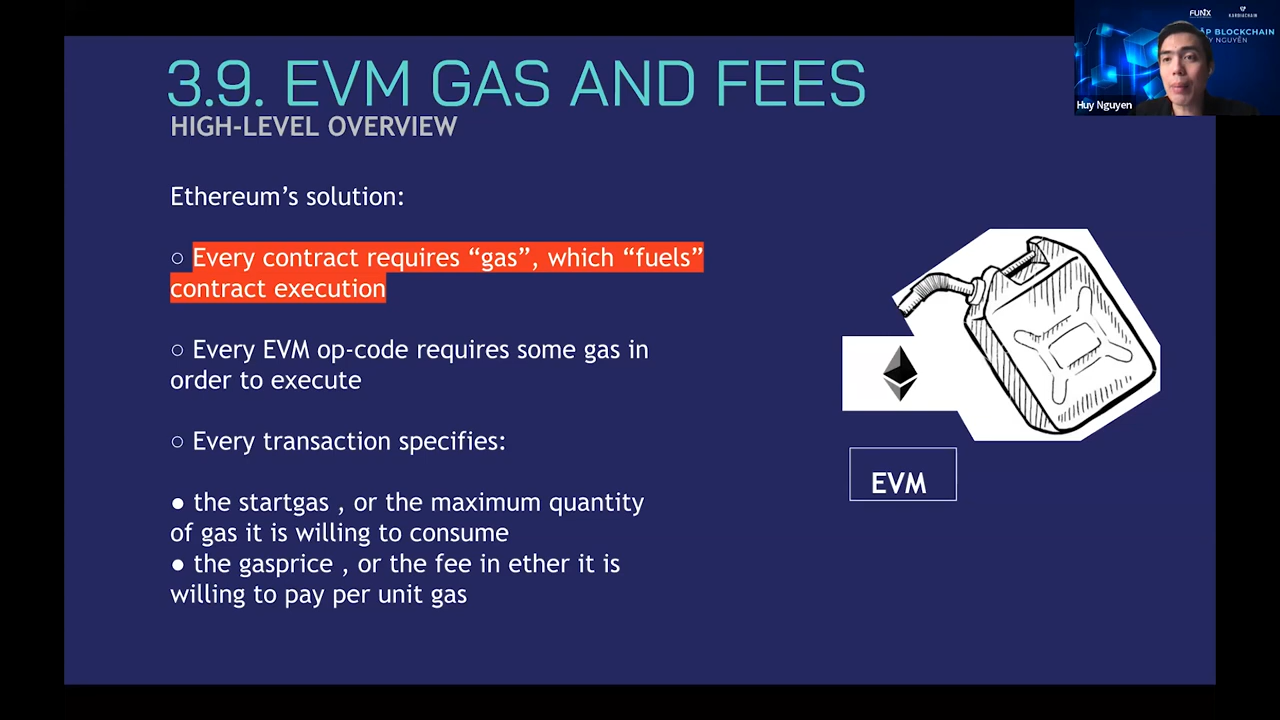 3.9. EVM GAS AND FEES
HIGH-LEVEL OVERVIEW
Ethereum’s solution:
○ Every contract requires “gas”, which “fuels”
contract execution
○ Every EVM op-code requires some gas in
order to execute
○ Every transaction specifies:
● the startgas , or the maximum quantity
of gas it is willing to consume
● the gasprice , or the fee in ether it is
willing to pay per unit gas
EVM
FUNiX
KARDIACHAIN
ẬP BLOCKCHAIN
Y NGUYỄN
Huy Nguyen